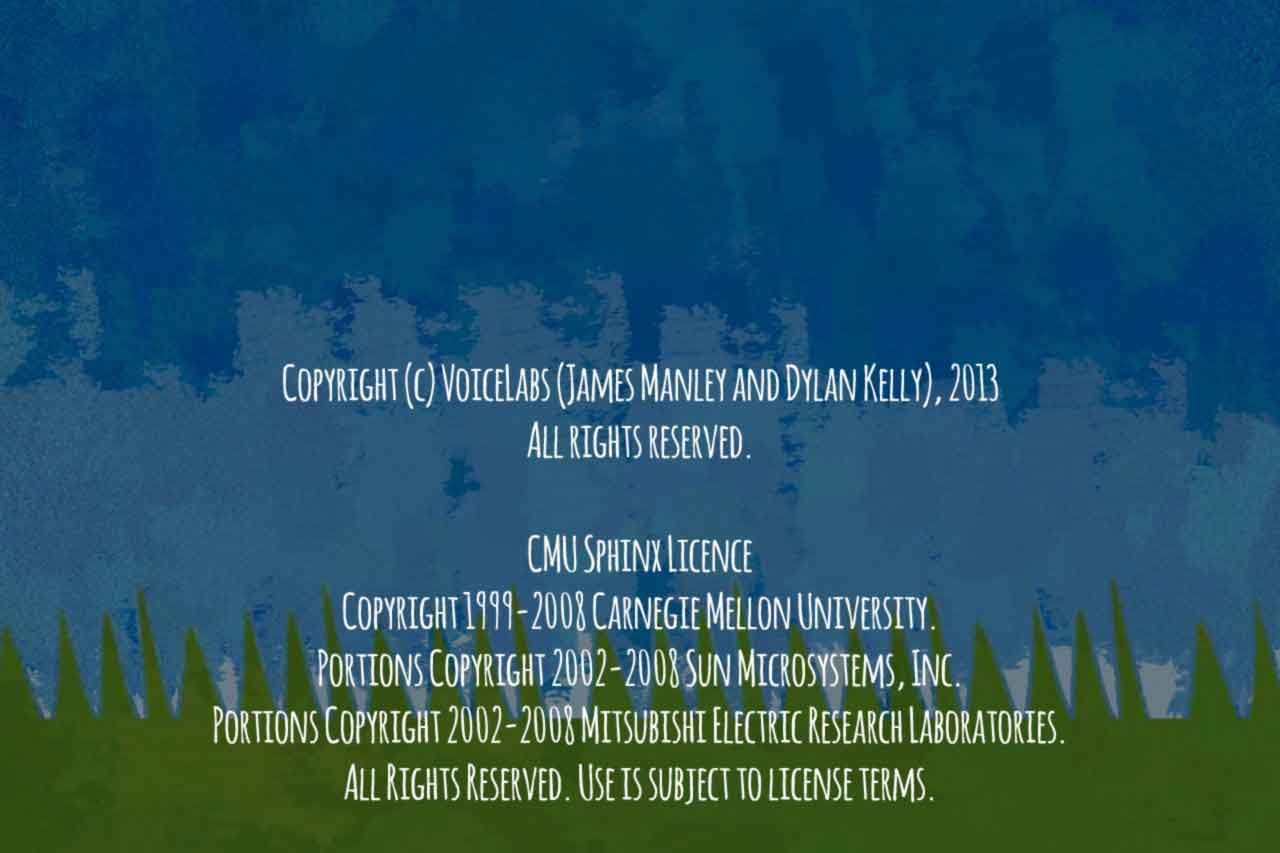 Copyright (c) VoiceLabs (James Manley and Dylan Kelly), 2013
All rights reserved.
CMU Sphinx Licence
Copyright 1999-2008 Carnegie Mellon University.
Portions Copyright 2002-2008 Sun Microsystems, Inc.
Portions Copyright 2002-2008 Mitsubishi Electric Research Laboratories.
All Rights Reserved. Use is subject to license terms.